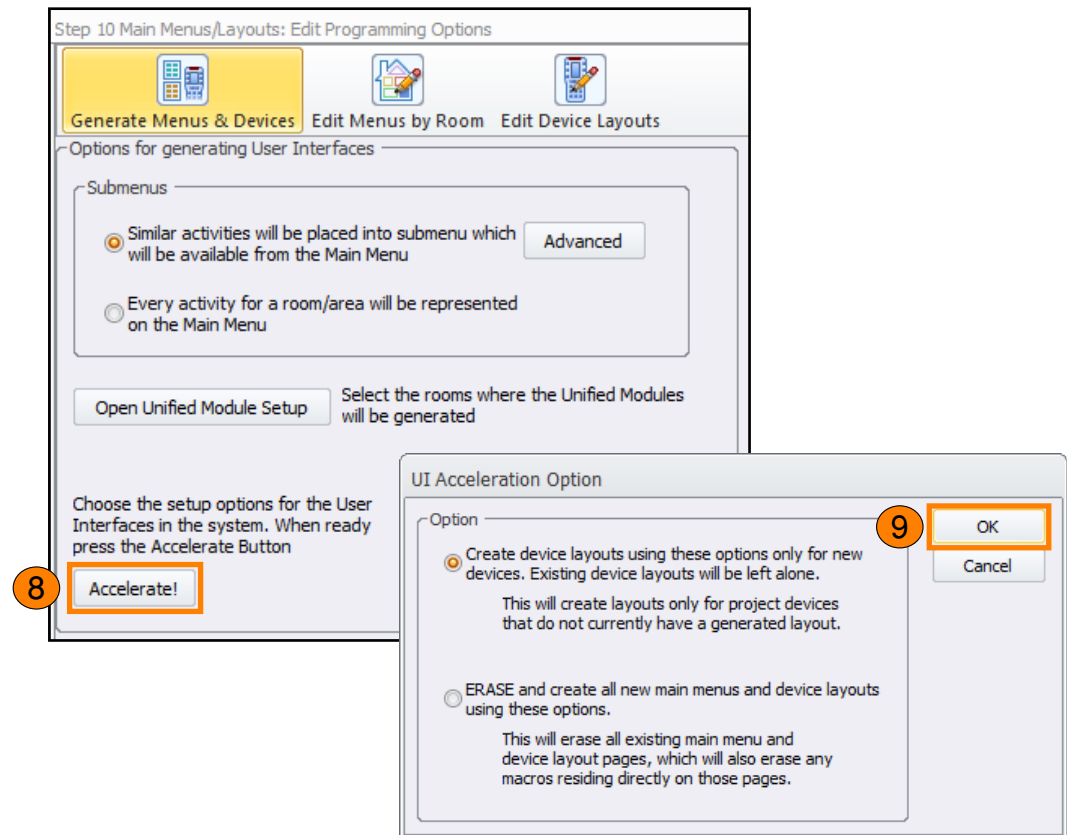 Step 10 Main Menus/Layouts: Edit Programming Options
Generate Menus & Devices
Edit Menus by Room
Edit Device Layouts
Options for generating User Interfaces
Submenus
Similar activities will be placed into submenu which
will be available from the Main Menu
Advanced
Every activity for a room/area will be represented
on the Main Menu
Open Unified Module Setup
Select the rooms where the Unified Modules
will be generated
Choose the setup options for the User
Interfaces in the system. When ready
press the Accelerate Button
8
Accelerate!
UI Acceleration Option
Option
9
OK
Cancel
Create device layouts using these options only for new
devices. Existing device layouts will be left alone.
This will create layouts only for project devices
that do not currently have a generated layout.
ERASE and create all new main menus and device layouts
using these options.
This will erase all existing main menu and
device layout pages, which will also erase any
macros residing directly on those pages.